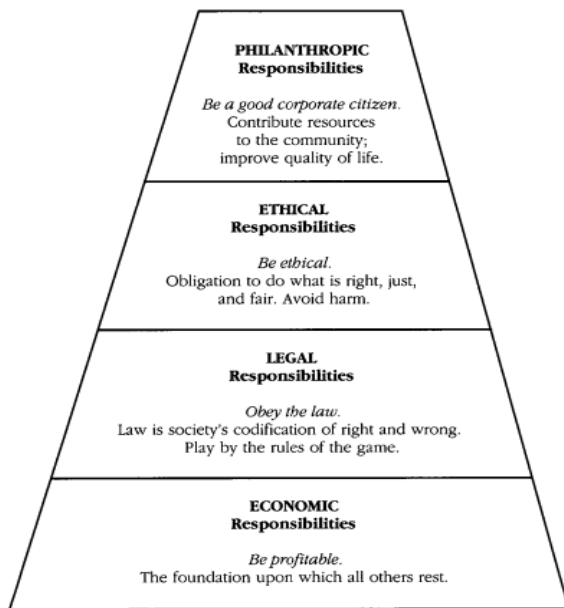 PHILANTHROPIC
Responsibilities
Be a good corporate citizen.
Contribute resources
to the community;
improve quality of life.
ETHICAL
Responsibilities
Be ethical.
Obligation to do what is right, just,
and fair. Avoid harm.
LEGAL
Responsibilities
Obey the law.
Law is society's codification of right and wrong.
Play by the rules of the game.
ECONOMIC
Responsibilities
Be profitable.
The foundation upon which all others rest.